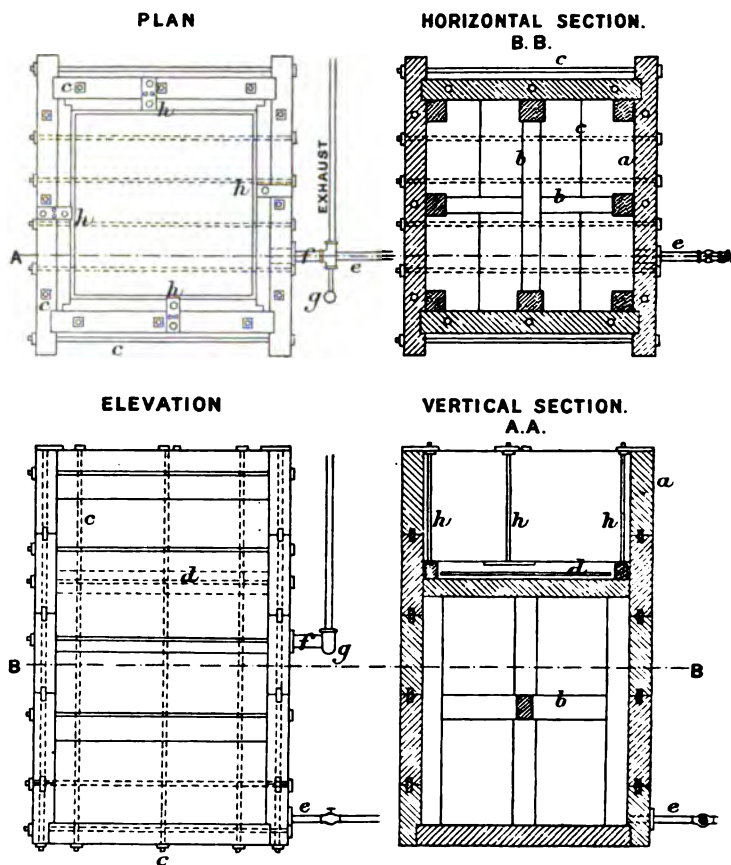 PLAN
HORIZONTAL SECTION.
B.B.
c
c
h
h
h
h
c
c
A
EXHAUST
f
e
g
c
b
a
b
e
A
ELEVATION
VERTICAL SECTION.
A.A.
c
d
f
g
B
e
c
a
h
h
h
d
B
b
e